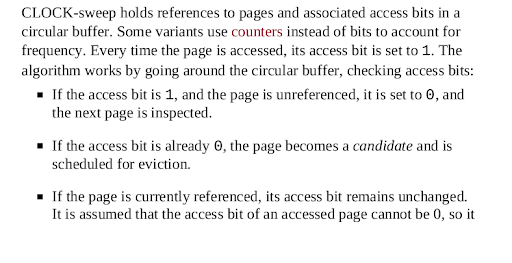 CLOCK-sweep holds references to pages and associated access bits in a
circular buffer. Some variants use counters instead of bits to account for
frequency. Every time the page is accessed, its access bit is set to 1. The
algorithm works by going around the circular buffer, checking access bits:
▪ If the access bit is 1, and the page is unreferenced, it is set to 0, and
the next page is inspected.
▪ If the access bit is already 0, the page becomes a candidate and is
scheduled for eviction.
▪ If the page is currently referenced, its access bit remains unchanged.
It is assumed that the access bit of an accessed page cannot be 0, so it